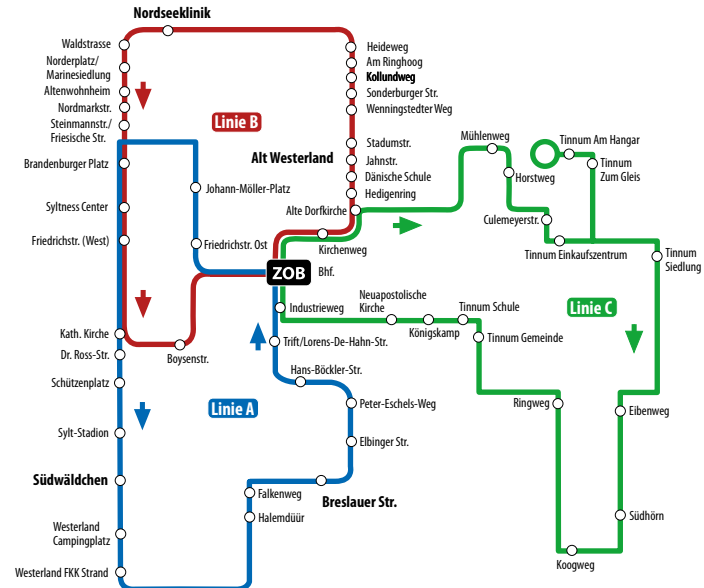 Nordseeklinik
Waldstrasse
Norderplatz/
Marinesiedlung
Altenwohnheim
Nordmarkstr.
Steinmannstr./
Friesische Str.
Brandenburger Platz
Syltness Center
Friedrichstr. (West)
Kath. Kirche
Dr. Ross-Str.
Schützenplatz
Sylt-Stadion
Südwäldchen
Westerland
Campingplatz
Westerland FKK Strand
Linie B
Heideweg
Am Ringhoog
Kollundweg
Sonderburger Str.
Wenningstedter Weg
Alt Westerland
Stadumstr.
Jahnstr.
Dänische Schule
Hedigenring
Alte Dorfkirche
Kirchenweg
Johann-Möller-Platz
Friedrichstr. Ost
ZOB
Bhf.
Boysenstr.
Industrieweg
Trift/Lorens-De-Hahn-Str.
Hans-Böckler-Str.
Linie A
Peter-Eschels-Weg
Elbinger Str.
Breslauer Str.
Falkenweg
Halemdüür
Mühlenweg
Horstweg
Culemeyerstr.
Tinnum Am Hangar
Tinnum
Zum Gleis
Tinnum Einkaufszentrum
Tinnum
Siedlung
Linie C
Neuapostolische
Kirche
Königskamp
Tinnum Schule
Tinnum Gemeinde
Ringweg
Eibenweg
Südhörn
Koogweg